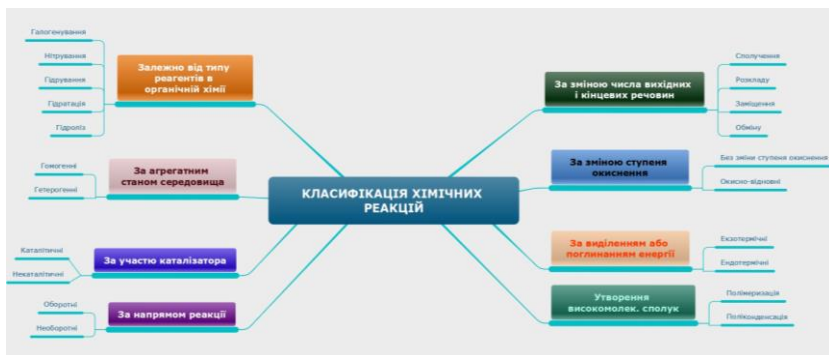 КЛАСИФІКАЦІЯ ХІМІЧНИХ
РЕАКЦІЙ
Залежно від типу
реагентів в
органічній хімії
Галогенування
Нітрування
Гідрування
Гідратація
Гідроліз
За агрегатним
станом середовища
Гомогенні
Гетерогенні
За участю каталізатора
Каталітичні
Некаталітичні
За напрямом реакції
Оборотні
Необоротні
За зміною числа вихідних
і кінцевих речовин
Сполучення
Розкладу
Заміщення
Обміну
За зміною ступеня
окиснення
Без зміни ступеня окиснення
Окисно-відновні
За виділенням або
поглинанням енергії
Екзотермічні
Ендотермічні
Утворення
високомолек. сполук
Полімеризація
Поліконденсація